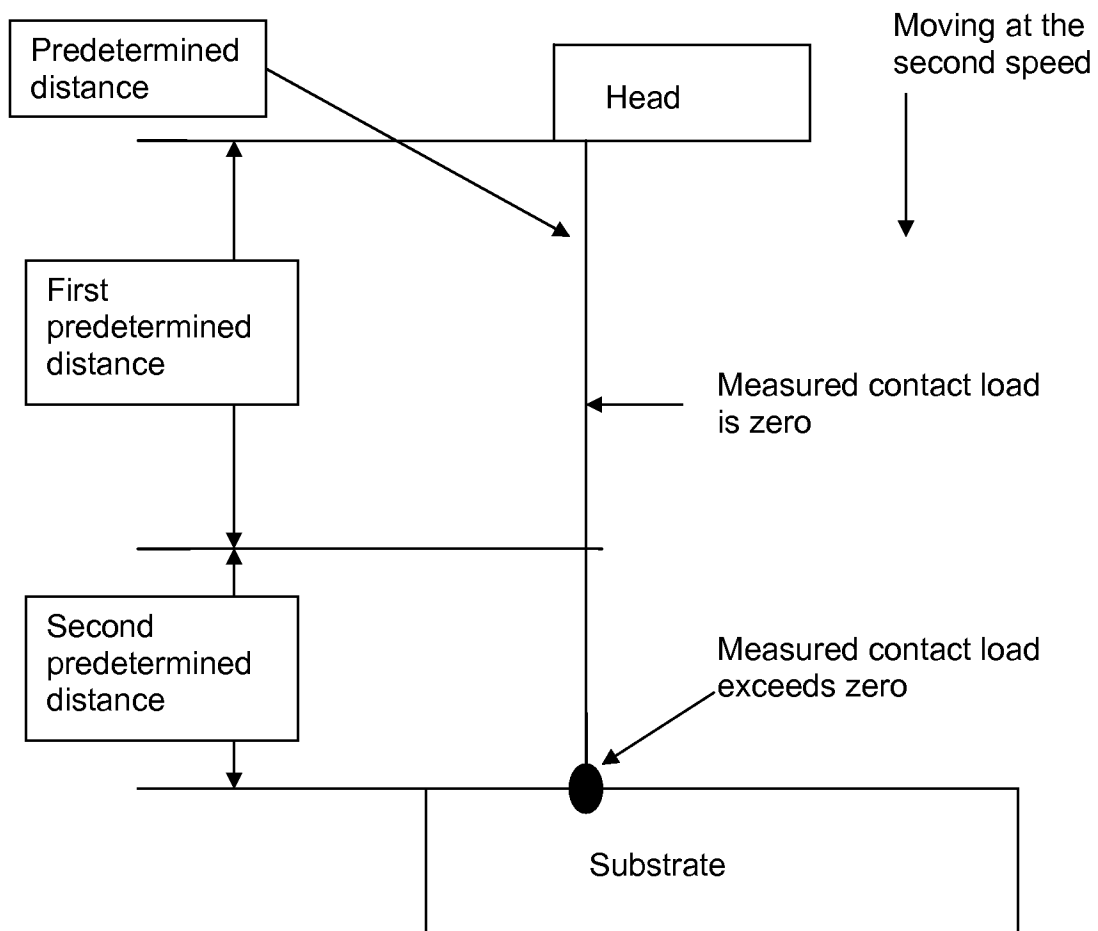 Predetermined
distance
Head
Moving at the
second speed
First
predetermined
distance
Measured contact load
is zero
Second
predetermined
distance
Measured contact load
exceeds zero
Substrate